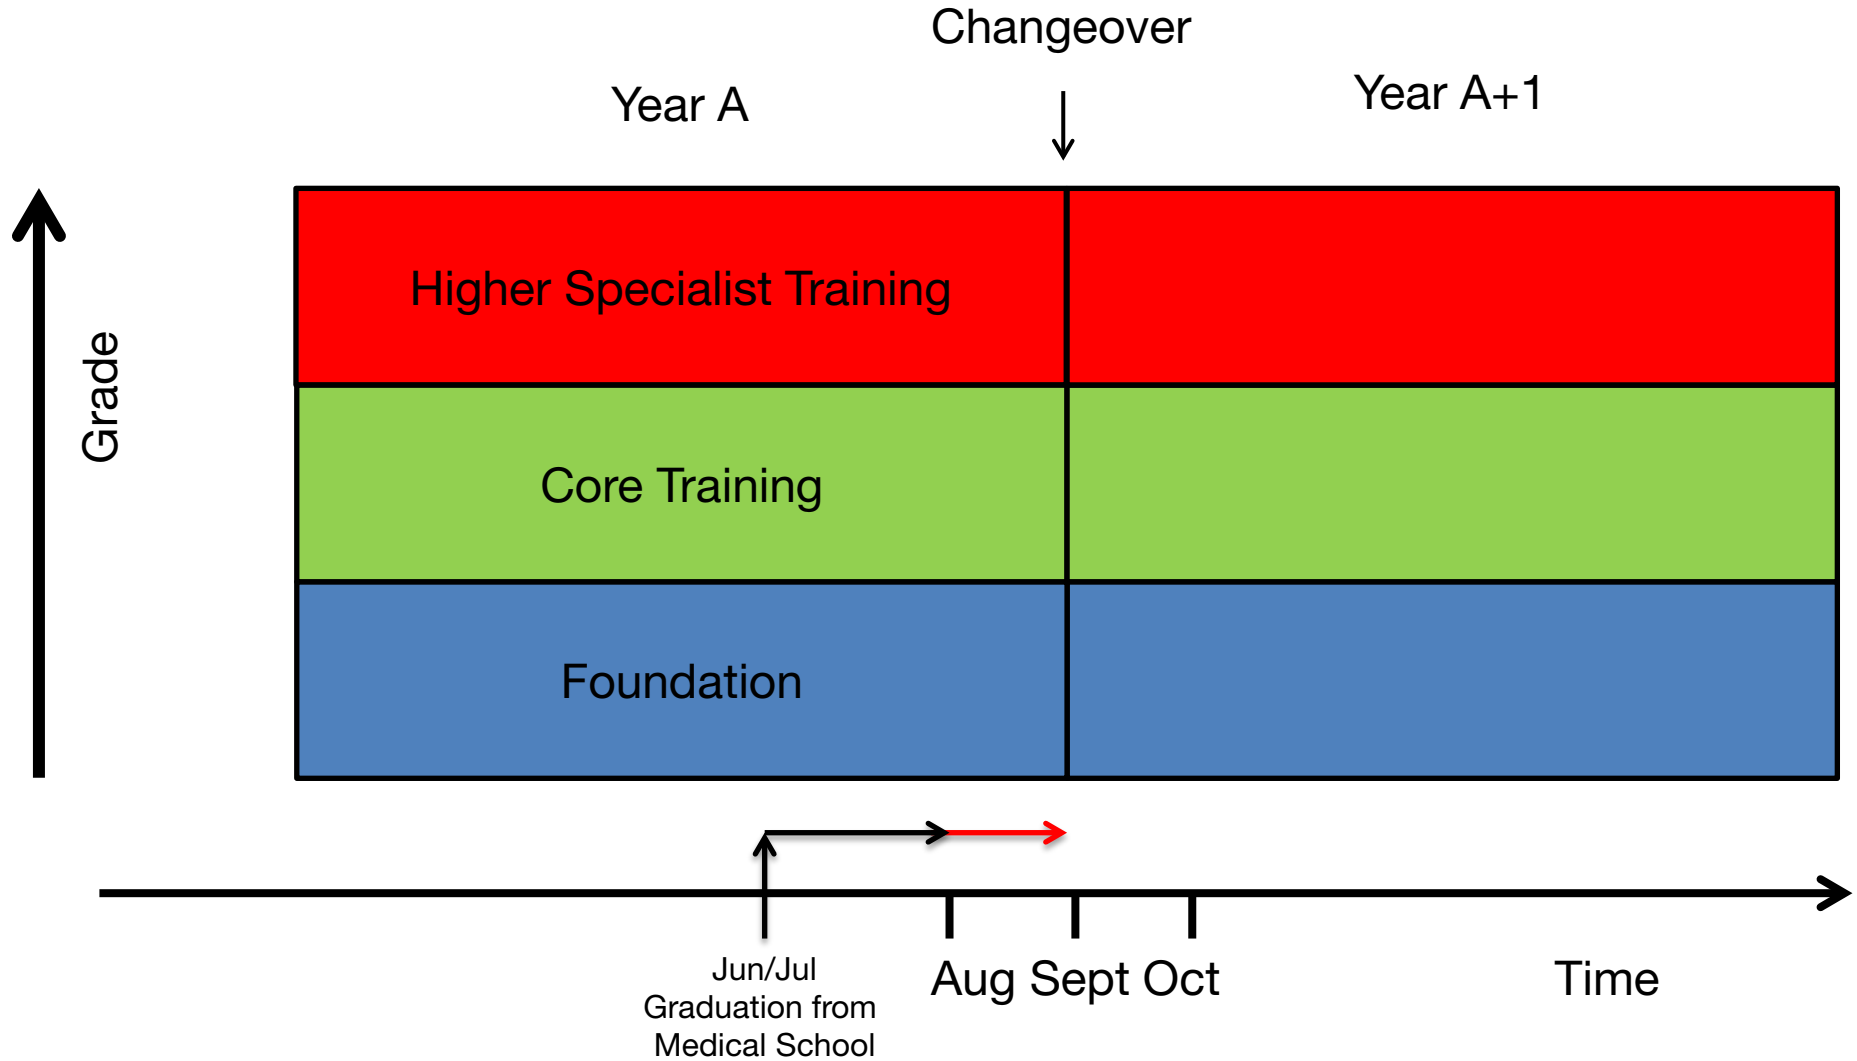 Changeover
Year A
Year A+1
Grade
Higher Specialist Training
Core Training
Foundation
Jun/Jul
Graduation from
Medical School
Aug Sept Oct
Time